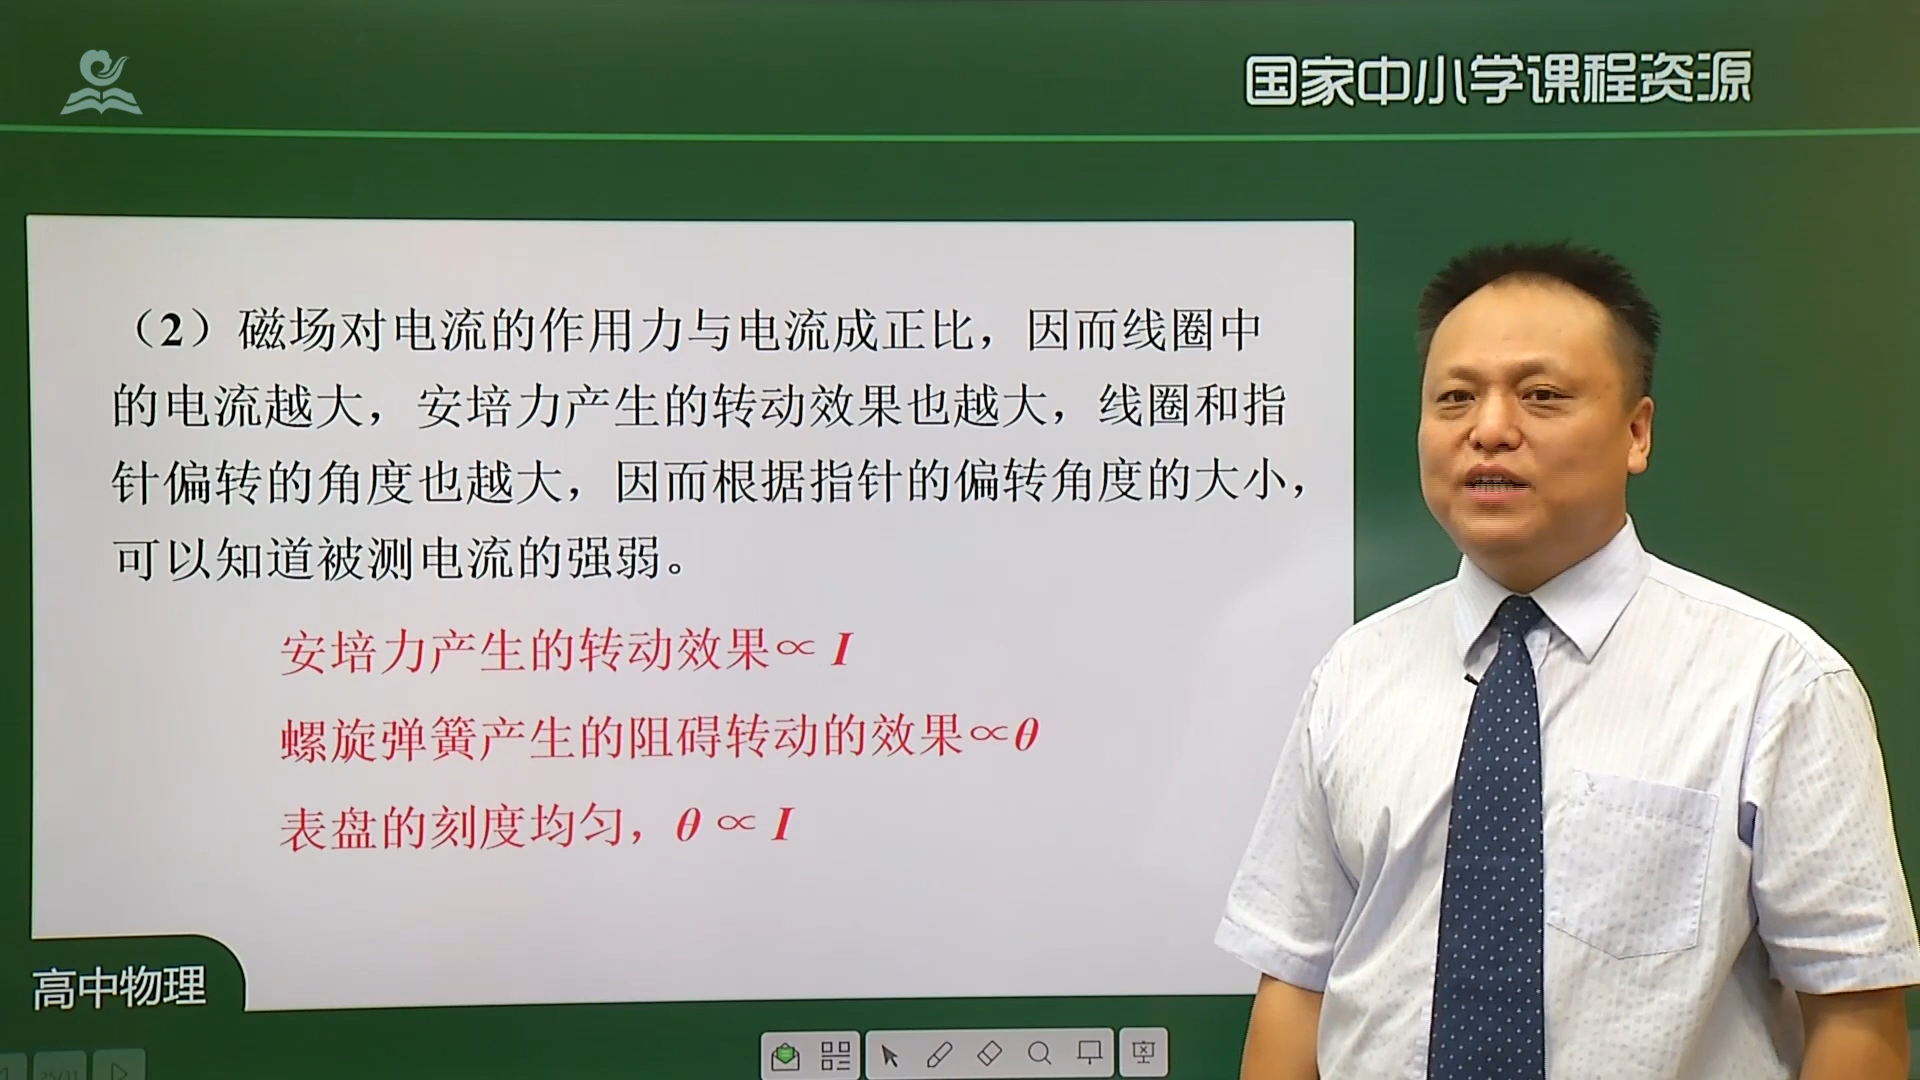 国家中小学课程资源
（2）磁场对电流的作用力与电流成正比，因而线圈中
的电流越大，安培力产生的转动效果也越大，线圈和指
针偏转的角度也越大，因而根据指针的偏转角度的大小，
可以知道被测电流的强弱。
安培力产生的转动效果∝ I
螺旋弹簧产生的阻碍转动的效果∝θ
表盘的刻度均匀，θ ∝ I
高中物理